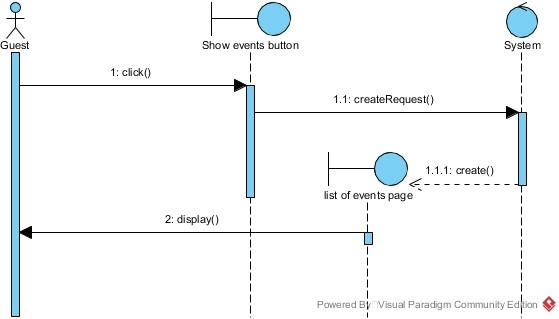 Guest
Show events button
System
1: click()
1.1: createRequest()
1.1.1: create()
list of events page
2: display()
Powered By Visual Paradigm Community Edition